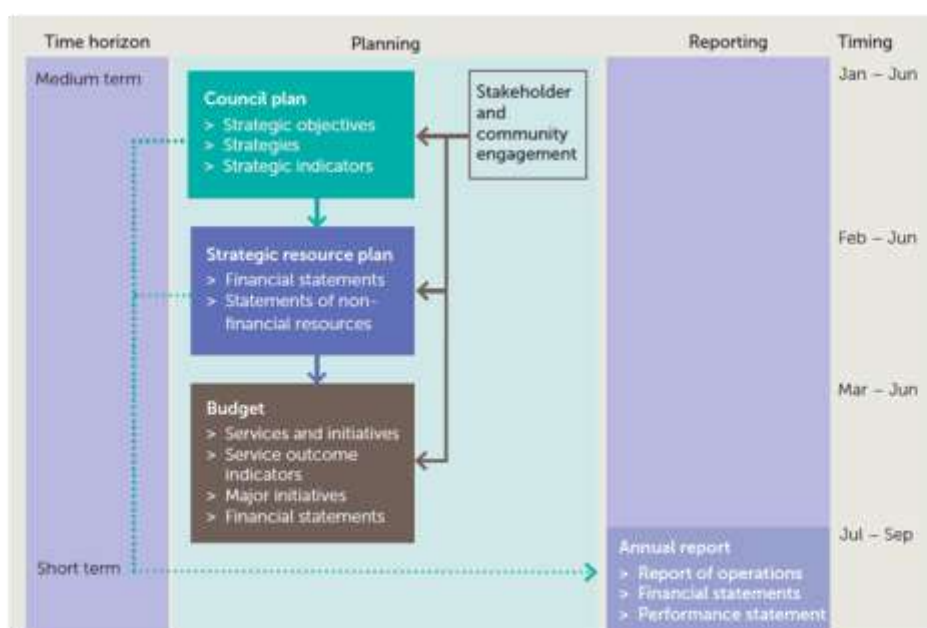 Time horizon
Planning
Reporting
Timing
Medium term
Jan – Jun
Council plan
> Strategic objectives
> Strategies
> Strategic indicators
Stakeholder
and
community
engagement
Feb – Jun
Strategic resource plan
> Financial statements
> Statements of non-
financial resources
Mar – Jun
Budget
> Services and initiatives
> Service outcome
indicators
> Major initiatives
> Financial statements
Jul – Sep
Short term
Annual report
> Report of operations
> Financial statements
> Performance statement